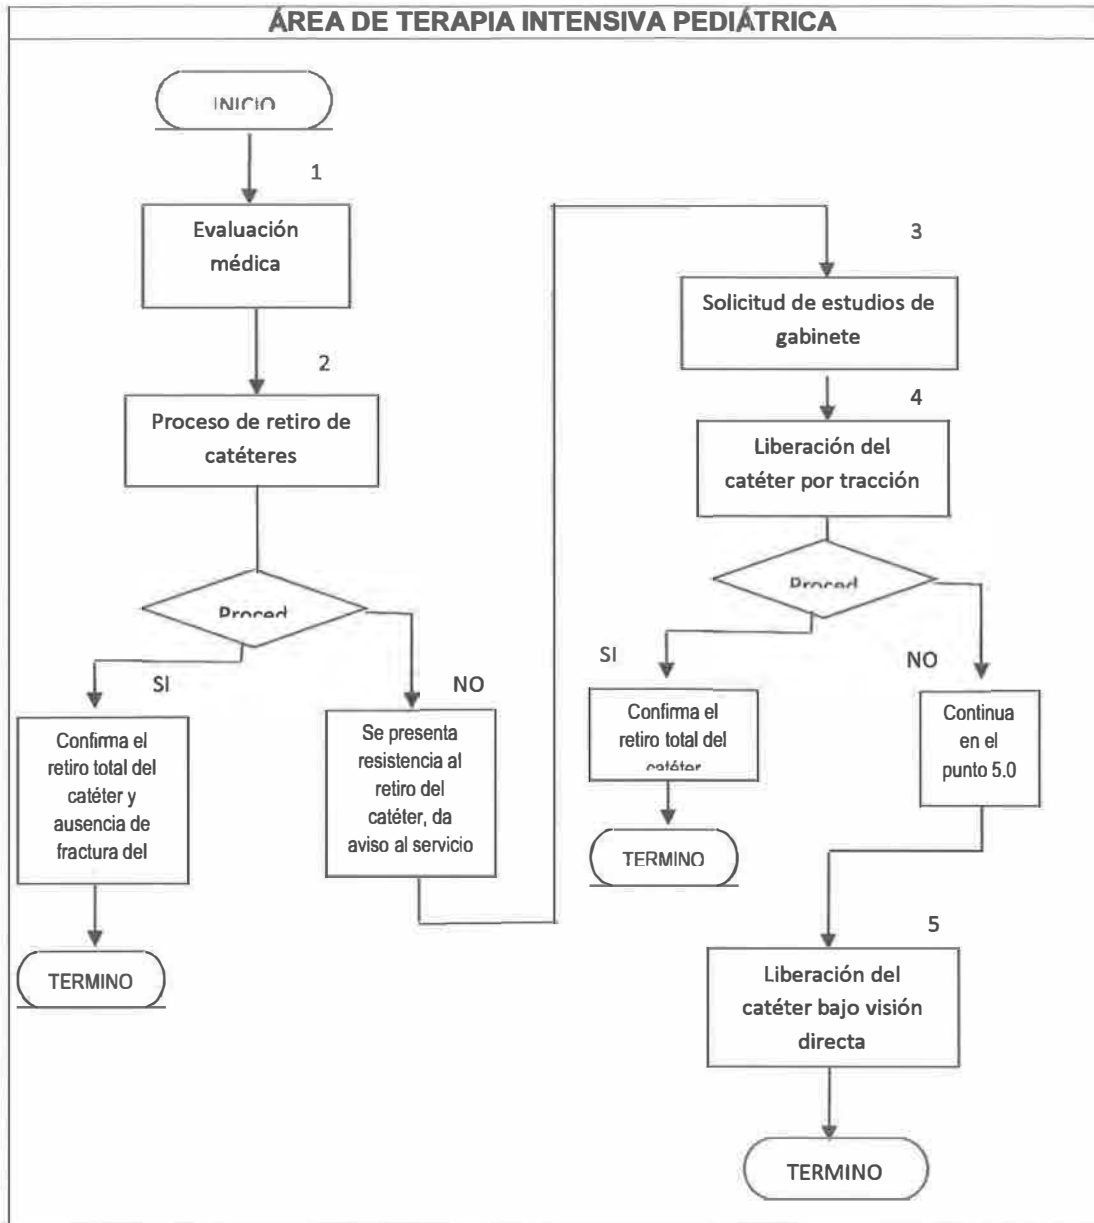 ÁREA DE TERAPIA INTENSIVA PEDIÁTRICA
INICIO
1
Evaluación
médica
2
Proceso de retiro de
catéteres
Proced
SI
NO
Confirma el
retiro total del
catéter y
ausencia de
fractura del
Se presenta
resistencia al
retiro del
catéter, da
aviso al servicio
TERMINO
3
Solicitud de estudios de
gabinete
4
Liberación del
catéter por tracción
Proced
SI
NO
Confirma el
retiro total del
catéter
Continua
en el
punto 5.0
TERMINO
5
Liberación del
catéter bajo visión
directa
TERMINO